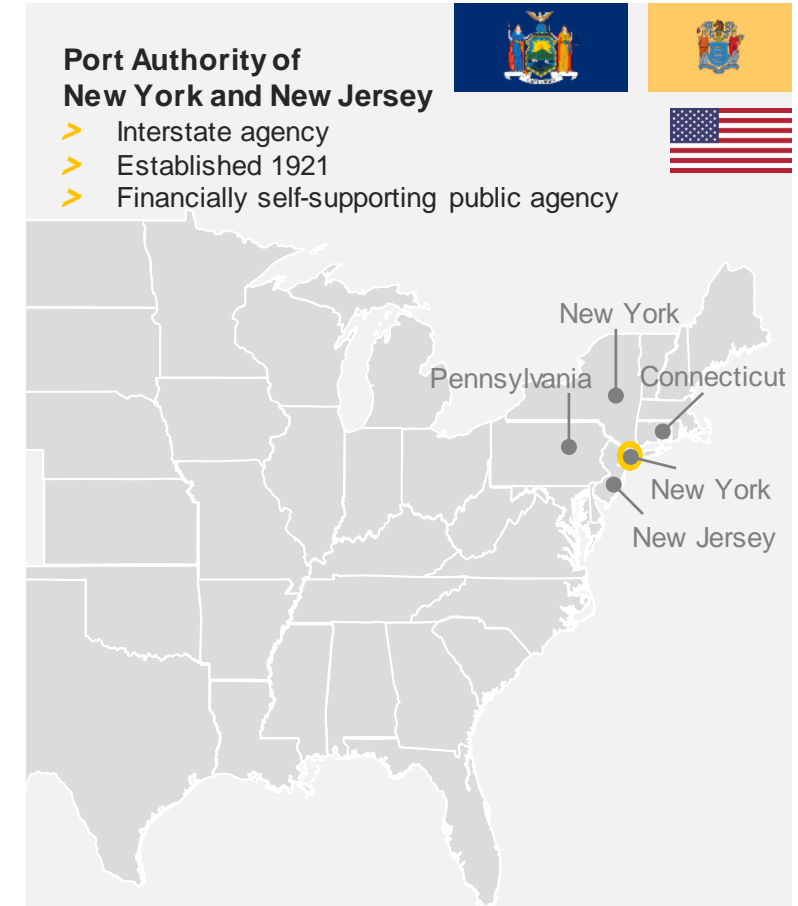 Port Authority of
New York and New Jersey
> Interstate agency
> Established 1921
> Financially self-supporting public agency
New York
Pennsylvania
Connecticut
New York
New Jersey